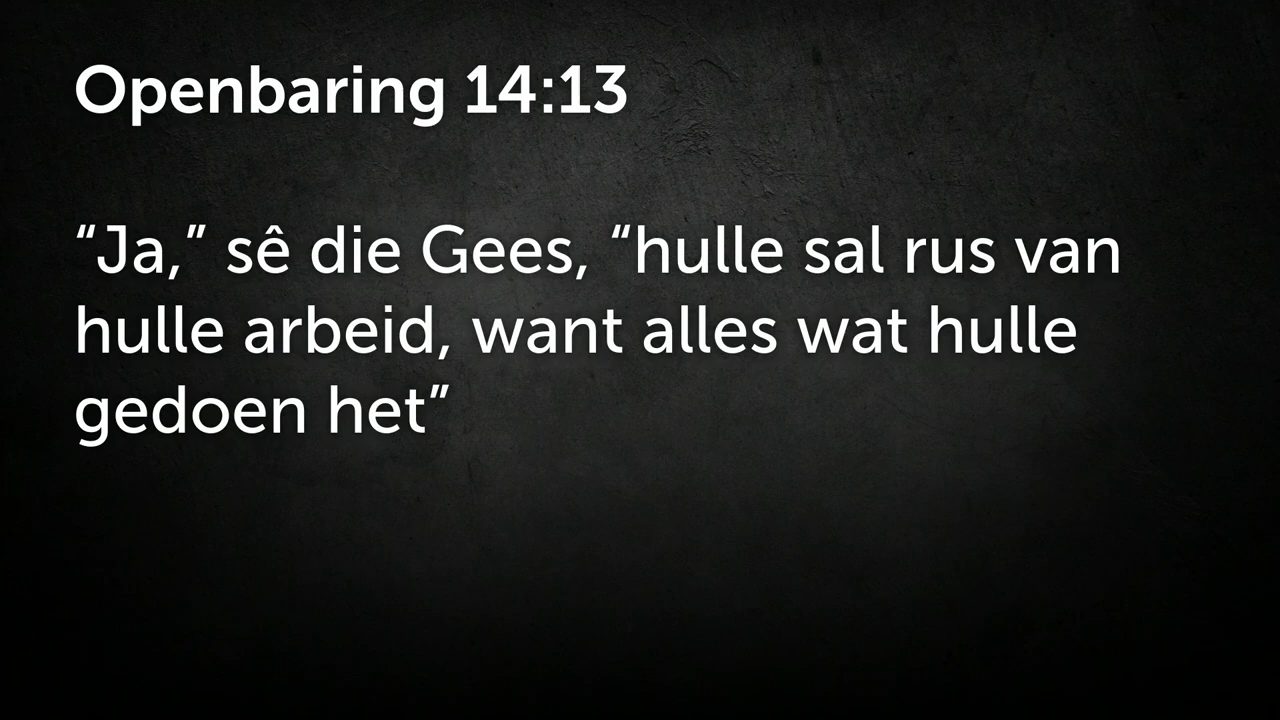 Openbaring 14:13
“Ja,” sê die Gees, “hulle sal rus van
hulle arbeid, want alles wat hulle
gedoen het”